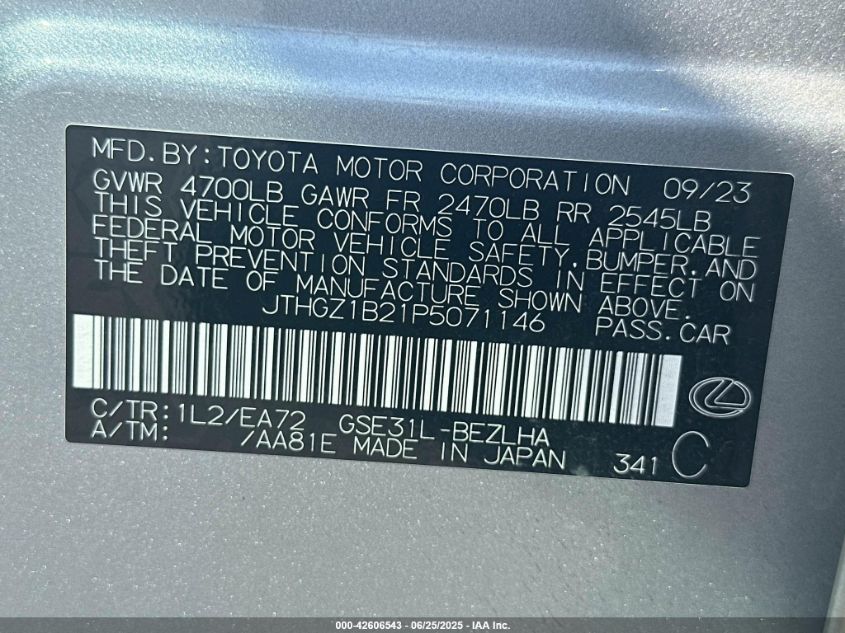 MFD.BY:TOYOTA MOTOR CORPORATION 09/23
GVWR 4700LB GAWR FR 2470LB RR 2545LB
THIS VEHICLE CONFORMS TO ALL APPLICABLE
FEDERAL MOTOR VEHICLE SAFETY,BUMPER,AND
THEFT PREVENTION STANDARDS IN EFFECT ON
THE DATE OF MANUFACTURE SHOWN ABOVE.
JTHGZ1B21P5071146 PASS.CAR
C/TR:1L2/EA72 GSE31L-BEZLHA
A/TM: /AA81E MADE IN JAPAN 341 C
000-42606543 - 06/25/2025 - IAA Inc.